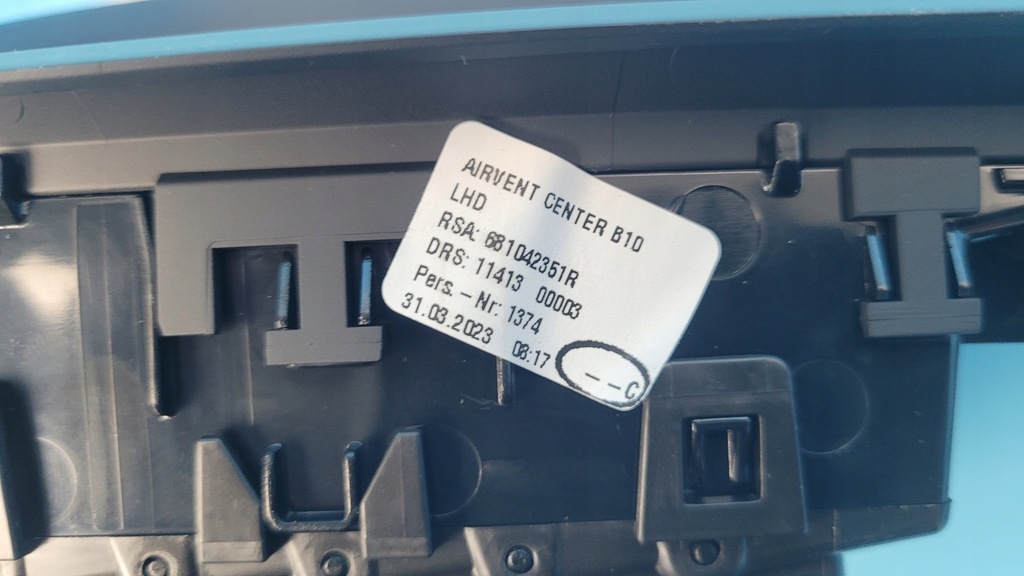 AIRVENT CENTER B10
LHD
RSA: 681042351R
DRS: 11413 00003
Pers.-Nr: 1374
31.03.2023 08:17 --C